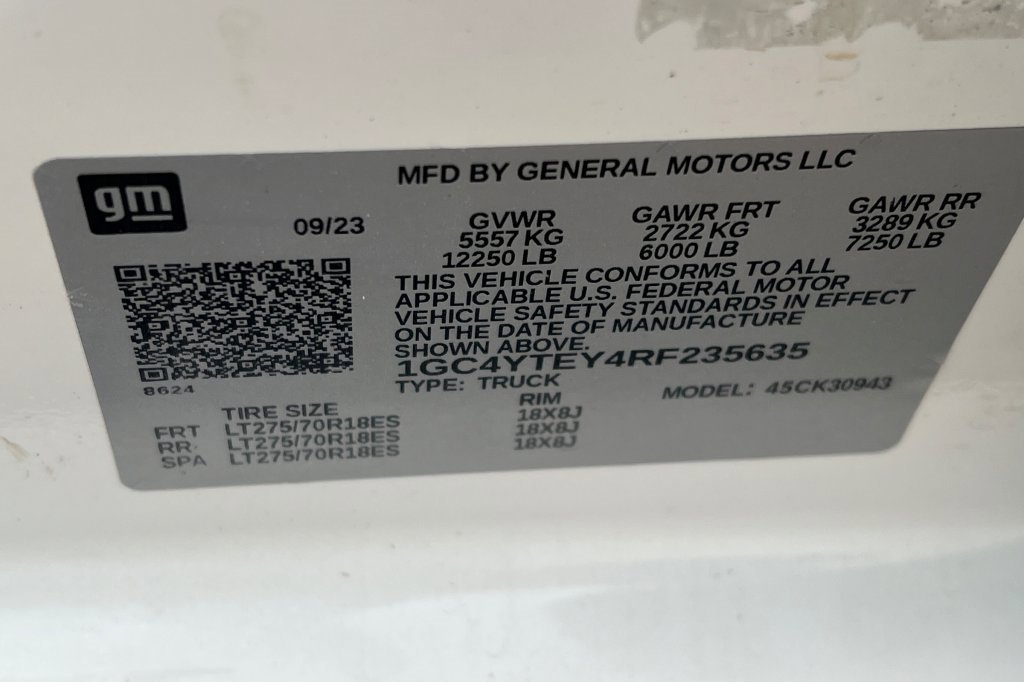 gm
MFD BY GENERAL MOTORS LLC
09/23
GVWR GAWR FRT GAWR RR
5557 KG 2722 KG 3289 KG
12250 LB 6000 LB 7250 LB
THIS VEHICLE CONFORMS TO ALL
APPLICABLE U.S. FEDERAL MOTOR
VEHICLE SAFETY STANDARDS IN EFFECT
ON THE DATE OF MANUFACTURE
SHOWN ABOVE.
1GC4YTEY4RF235635
8624
TYPE: TRUCK MODEL: 45CK30943
TIRE SIZE RIM
FRT LT275/70R18ES 18X8J
RR. LT275/70R18ES 18X8J
SPA LT275/70R18ES 18X8J